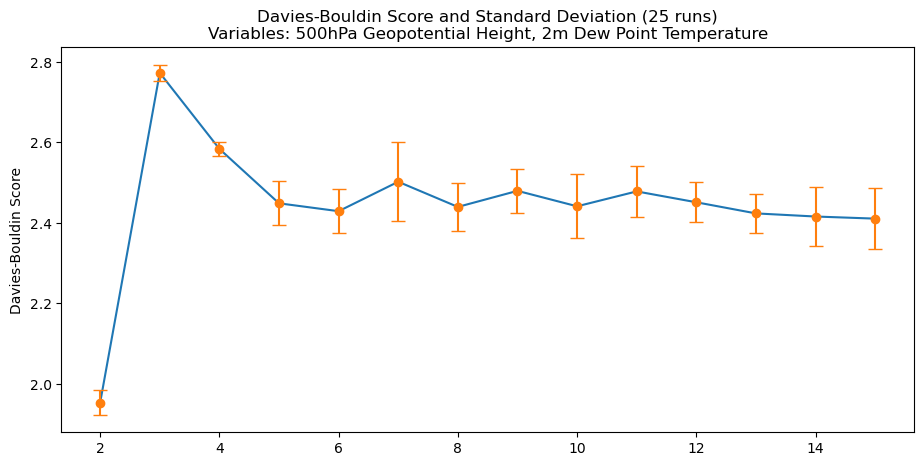 Davies-Bouldin Score and Standard Deviation (25 runs)
Variables: 500hPa Geopotential Height, 2m Dew Point Temperature
Davies-Bouldin Score
2.8
2.6
2.4
2.2
2.0
2 4 6 8 10 12 14